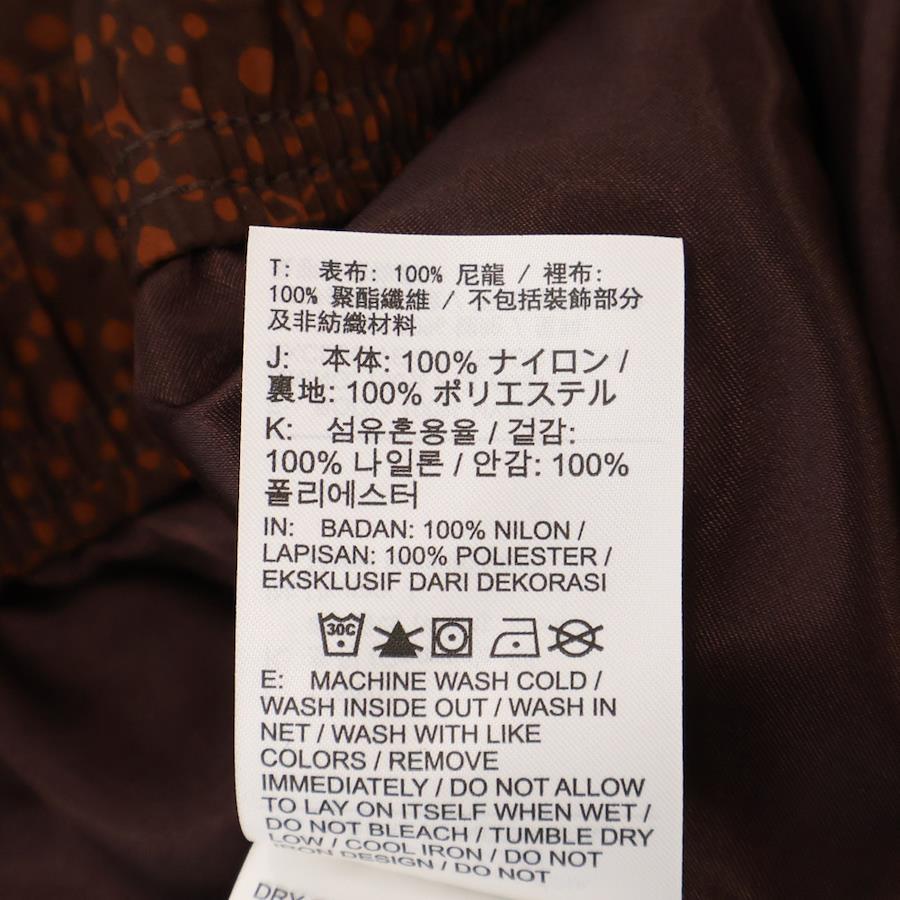 T: 表布: 100% 尼龍 / 裡布:
100% 聚酯纖維 / 不包括裝飾部分
及非紡織材料
J: 本体: 100% ナイロン /
裏地: 100% ポリエステル
K: 섬유혼용율 / 겉감:
100% 나일론 / 안감: 100%
폴리에스터
IN: BADAN: 100% NILON /
LAPISAN: 100% POLIESTER /
EKSKLUSIF DARI DEKORASI
30C
E: MACHINE WASH COLD /
WASH INSIDE OUT / WASH IN
NET / WASH WITH LIKE
COLORS / REMOVE
IMMEDIATELY / DO NOT ALLOW
TO LAY ON ITSELF WHEN WET /
DO NOT BLEACH / TUMBLE DRY
LOW / COOL IRON / DO NOT
IRON DESIGN / DO NOT
DRY